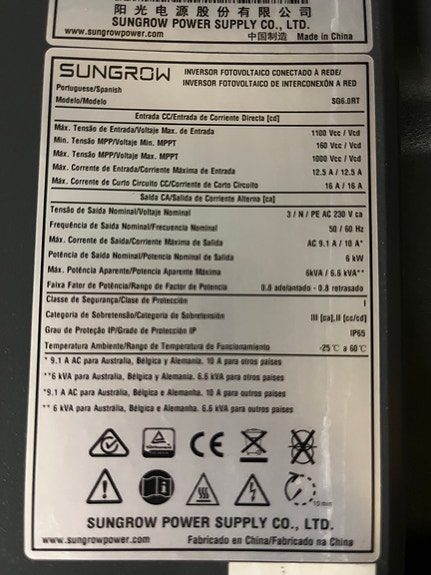 阳光电源股份有限公司
SUNGROW POWER SUPPLY CO., LTD.
www.sungrowpower.com 中国制造 Made in China
SUNGROW
INVERSOR FOTOVOLTAICO CONECTADO À REDE/
INVERSOR FOTOVOLTAICO DE INTERCONEXIÓN A RED
Portuguese/Spanish
Modelo/Modelo SG6.0RT
Entrada CC/Entrada de Corriente Directa [cd]
Máx. Tensão de Entrada/Voltaje Max. de Entrada 1100 Vcc / Vcd
Min. Tensão MPP/Voltaje Min. MPPT 160 Vcc / Vcd
Máx. Tensão MPP/Voltaje Max. MPPT 1000 Vcc / Vcd
Máx. Corrente de Entrada/Corriente Máxima de Entrada 12.5 A / 12.5 A
Máx. Corrente de Curto Circuito CC/Corriente de Corto Circuito 16 A / 16 A
Saída CA/Salida de Corriente Alterna [ca]
Tensão de Saída Nominal/Voltaje Nominal 3 / N / PE AC 230 V ca
Frequência de Saída Nominal/Frecuencia Nominal 50 / 60 Hz
Máx. Corrente de Saída/Corriente Máxima de Salida AC 9.1 A / 10 A*
Potência de Saída Nominal/Potencia Nominal de Salida 6 kW
Máx. Potência Aparente/Potencia Aparente Máxima 6kVA / 6.6 kVA**
Faixa Fator de Potência/Rango de Factor de Potencia 0.8 adelantado - 0.8 retrasado
Classe de Segurança/Clase de Protección I
Categoria de Sobretensão/Categoría de Sobretensión III [ca],II [cc/cd]
Grau de Proteção IP/Grado de Protección IP IP65
Temperatura Ambiente/Rango de Temperatura de Funcionamiento -25°C a 60°C
* 9.1 A AC para Australia, Bélgica y Alemania. 10 A para otros países
**6 kVA para Australia, Bélgica y Alemania. 6.6 kVA para otros países
*9.1 A AC para Austrália, Bélgica e Alemanha. 10 A para outros países
** 6 kVA para Austrália, Bélgica e Alemanha. 6.6 kVA para outros países
CE
10 min
SUNGROW POWER SUPPLY CO., LTD.
www.sungrowpower.com Fabricado en China/Fabricado na China